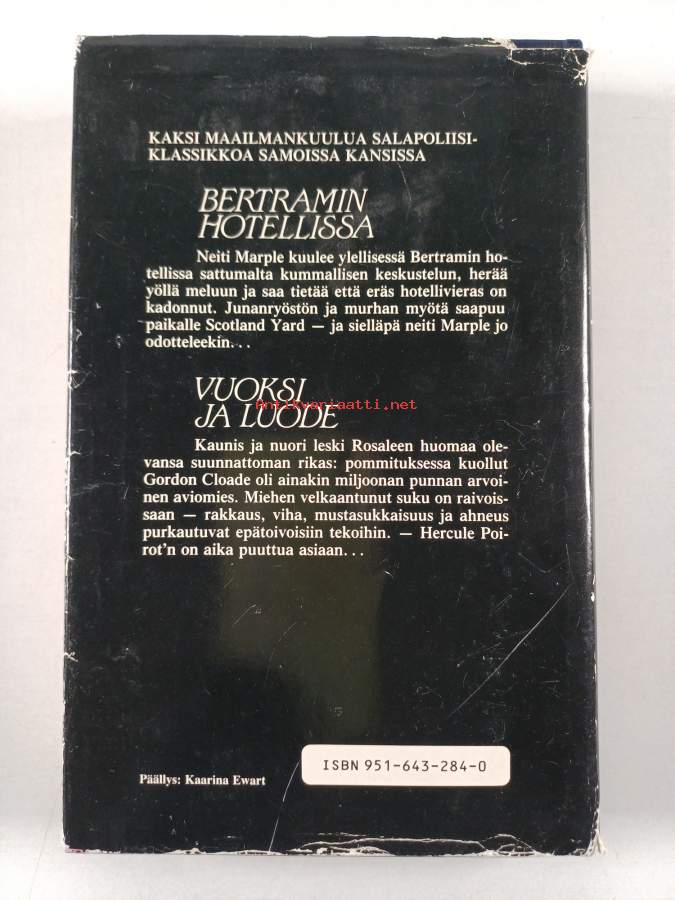 KAKSI MAAILMANKUULUA SALAPOLIISI-
KLASSIKKOA SAMOISSA KANSISSA
BERTRAMIN
HOTELLISSA
Neiti Marple kuulee ylellisessä Bertramin ho-
tellissa sattumalta kummallisen keskustelun, herää
yöllä meluun ja saa tietää että eräs hotellivieras on
kadonnut. Junanryöstön ja murhan myötä saapuu
paikalle Scotland Yard — ja sielläpä neiti Marple jo
odotteleekin...
VUOKSI
Antikvariaatti.net
JA LUODE
Kaunis ja nuori leski Rosaleen huomaa ole-
vansa suunnattoman rikas: pommituksessa kuollut
Gordon Cloade oli ainakin miljoonan punnan arvoi-
nen aviomies. Miehen velkaantunut suku on raivois-
saan — rakkaus, viha, mustasukkaisuus ja ahneus
purkautuvat epätoivoisiin tekoihin. — Hercule Poi-
rot'n on aika puuttua asiaan...
ISBN 951-643-284-0
Päällys: Kaarina Ewart